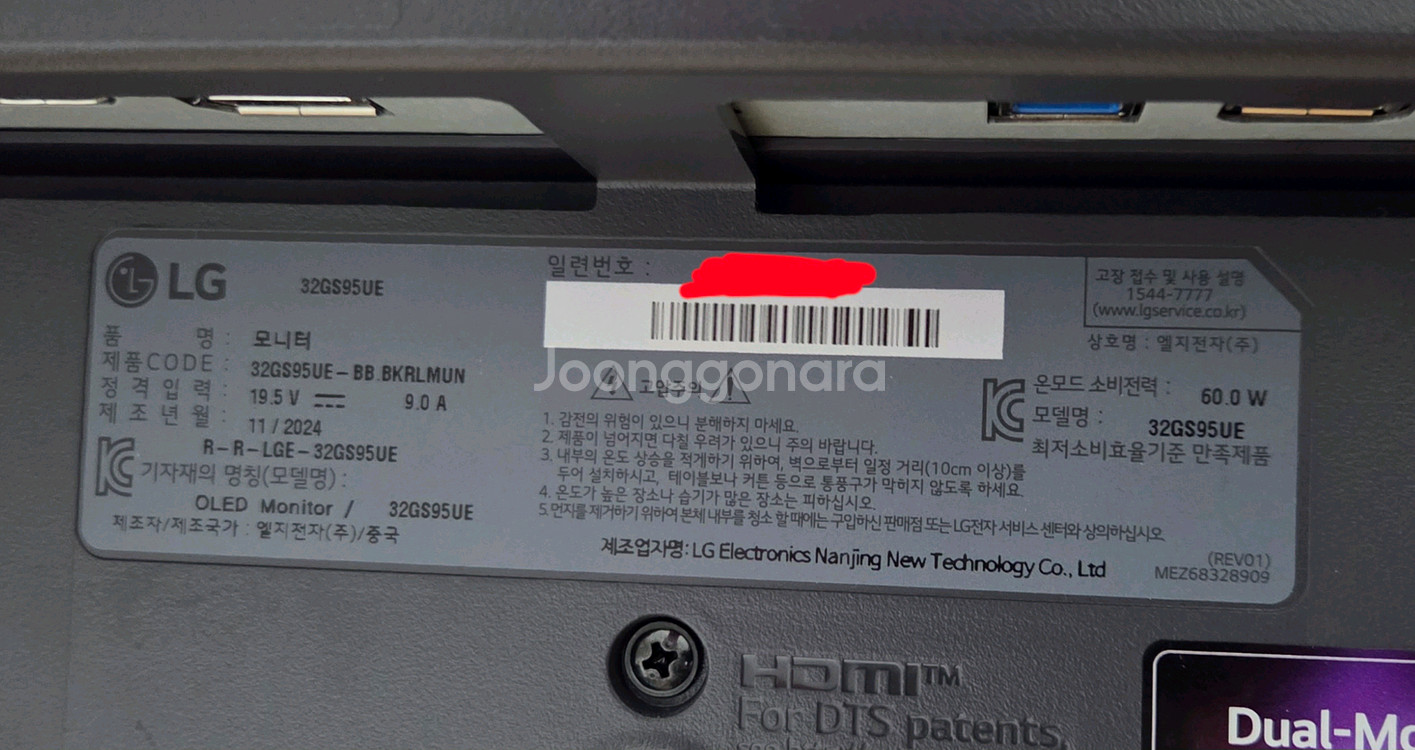 LG 32GS95UE
품 명 : 모니터
제품CODE : 32GS95UE-BB.BKRLMUN
정격입력 : 19.5 V 9.0 A
제조년월 : 11 / 2024
R-R-LGE-32GS95UE
기자재의 명칭(모델명) :
OLED Monitor / 32GS95UE
제조자/제조국가 : 엘지전자(주)/중국
일련번호 :
Joonggonara
고압주의
1. 감전의 위험이 있으니 분해하지 마세요.
2. 제품이 넘어지면 다칠 우려가 있으니 주의 바랍니다.
3. 내부의 온도 상승을 적게하기 위하여, 벽으로부터 일정 거리(10cm 이상)를
두어 설치하시고, 테이블보나 커튼 등으로 통풍구가 막히지 않도록 하세요.
4. 온도가 높은 장소나 습기가 많은 장소는 피하십시오.
5.먼지를 제거하기 위하여 본체 내부를 청소 할 때에는 구입하신 판매점 또는 LG전자 서비스 센터와 상의하십시오.
제조업자명: LG Electronics Nanjing New Technology Co., Ltd
고장 접수 및 사용 설명
1544-7777
(www.lgservice.co.kr)
상호명 : 엘지전자(주)
온모드 소비전력 : 60.0 W
모델명 : 32GS95UE
최저소비효율기준 만족제품
(REV01)
MEZ68328909
HDMI™
For DTS patents,
Dual-Mo